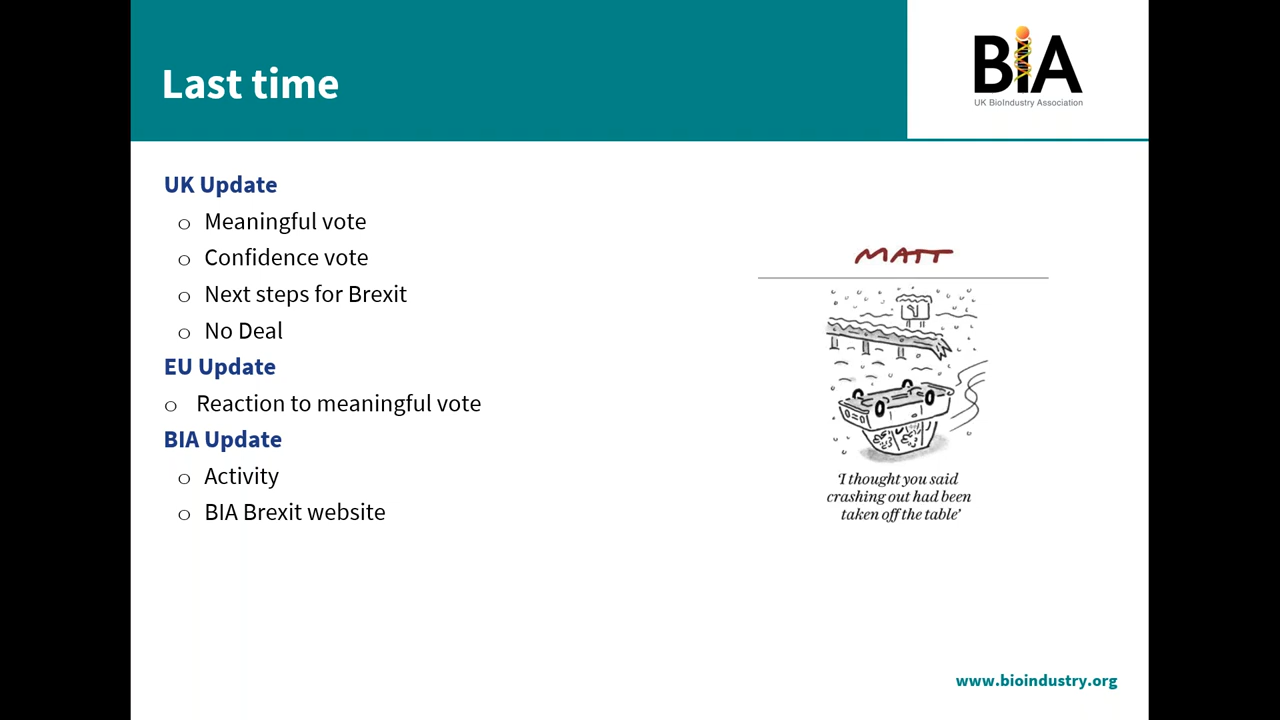 Last time
BiA
UK BioIndustry Association
UK Update
o Meaningful vote
o Confidence vote
o Next steps for Brexit
o No Deal
EU Update
o Reaction to meaningful vote
BIA Update
o Activity
o BIA Brexit website
MATT
‘I thought you said
crashing out had been
taken off the table’
www.bioindustry.org